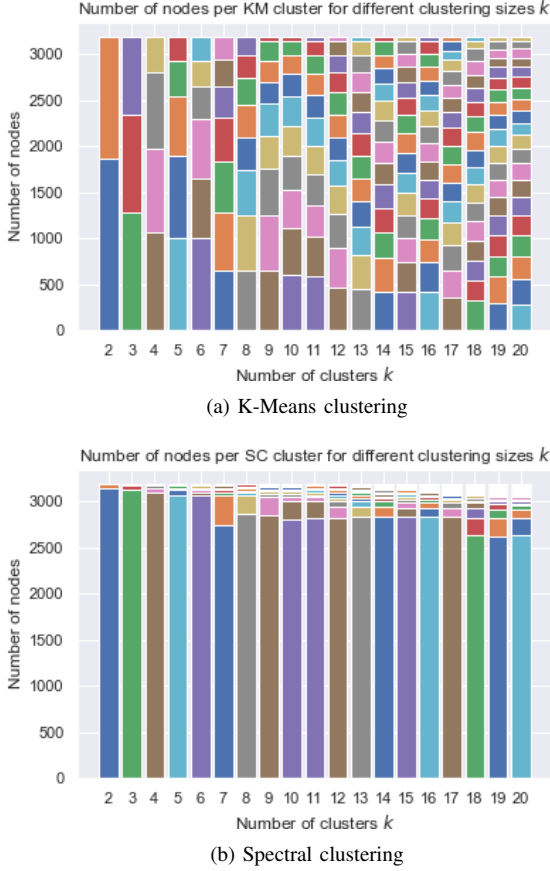 Number of nodes per KM cluster for different clustering sizes k
Number of nodes
3000
2500
2000
1500
1000
500
0
2 3 4 5 6 7 8 9 10 11 12 13 14 15 16 17 18 19 20
Number of clusters k
(a) K-Means clustering
Number of nodes per SC cluster for different clustering sizes k
Number of nodes
3000
2500
2000
1500
1000
500
0
2 3 4 5 6 7 8 9 10 11 12 13 14 15 16 17 18 19 20
Number of clusters k
(b) Spectral clustering